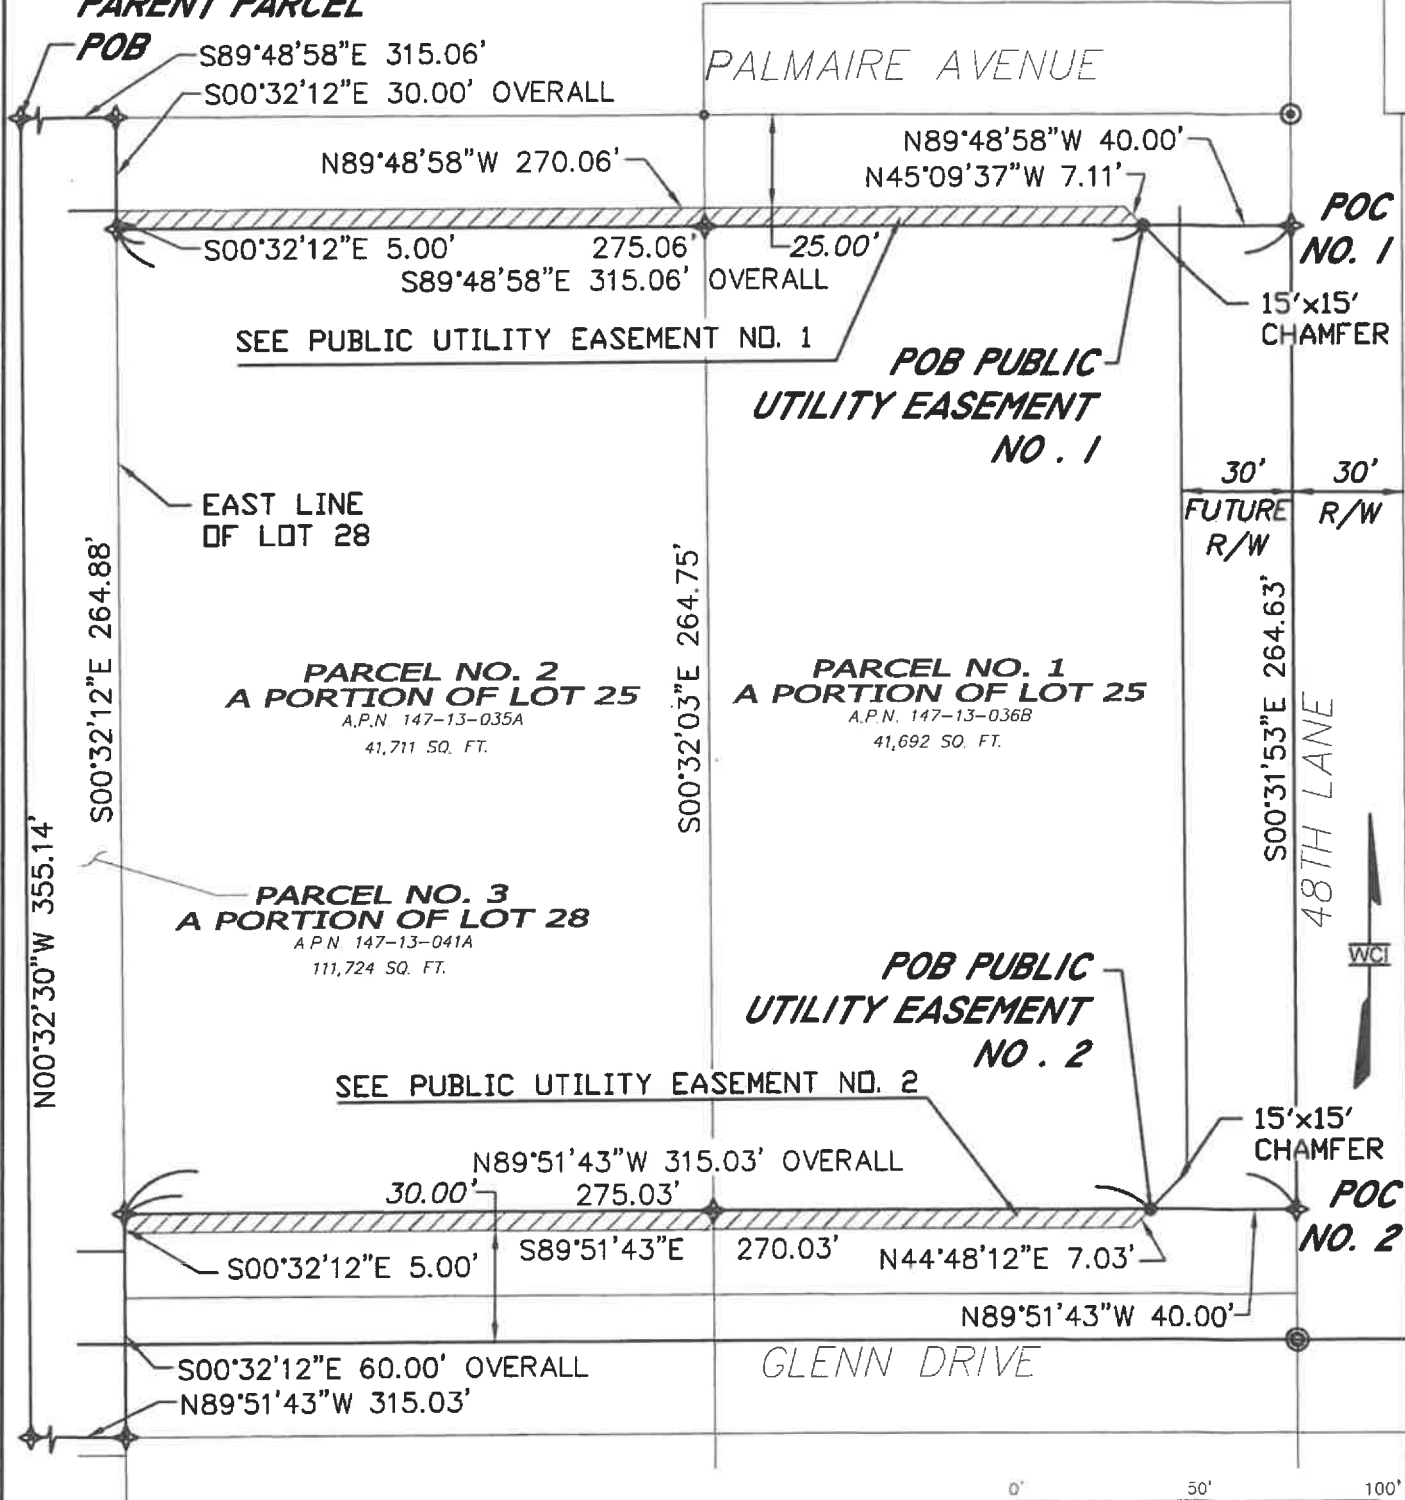 PARENT PARCEL
POB
S89°48'58"E 315.06'
S00°32'12"E 30.00' OVERALL
PALMAIRE AVENUE
N89°48'58"W 270.06'
N89°48'58"W 40.00'
N45°09'37"W 7.11'
POC
NO. 1
S00°32'12"E 5.00'
275.06'
25.00'
S89°48'58"E 315.06' OVERALL
15'x15'
CHAMFER
SEE PUBLIC UTILITY EASEMENT NO. 1
POB PUBLIC
UTILITY EASEMENT
NO. 1
30'
FUTURE
R/W
30'
R/W
EAST LINE
OF LOT 28
S00°32'12"E 264.88'
S00°32'03"E 264.75'
S00°31'53"E 264.63'
48TH LANE
PARCEL NO. 2
A PORTION OF LOT 25
A.P.N. 147-13-035A
41,711 SQ. FT.
PARCEL NO. 1
A PORTION OF LOT 25
A.P.N. 147-13-036B
41,692 SQ. FT.
N00°32'30"W 355.14'
PARCEL NO. 3
A PORTION OF LOT 28
A.P.N. 147-13-041A
111,724 SQ. FT.
WCI
POB PUBLIC
UTILITY EASEMENT
NO. 2
SEE PUBLIC UTILITY EASEMENT NO. 2
15'x15'
CHAMFER
N89°51'43"W 315.03' OVERALL
30.00'
275.03'
POC
NO. 2
S00°32'12"E 5.00'
S89°51'43"E 270.03'
N44°48'12"E 7.03'
N89°51'43"W 40.00'
S00°32'12"E 60.00' OVERALL
GLENN DRIVE
N89°51'43"W 315.03'
0' 50' 100'